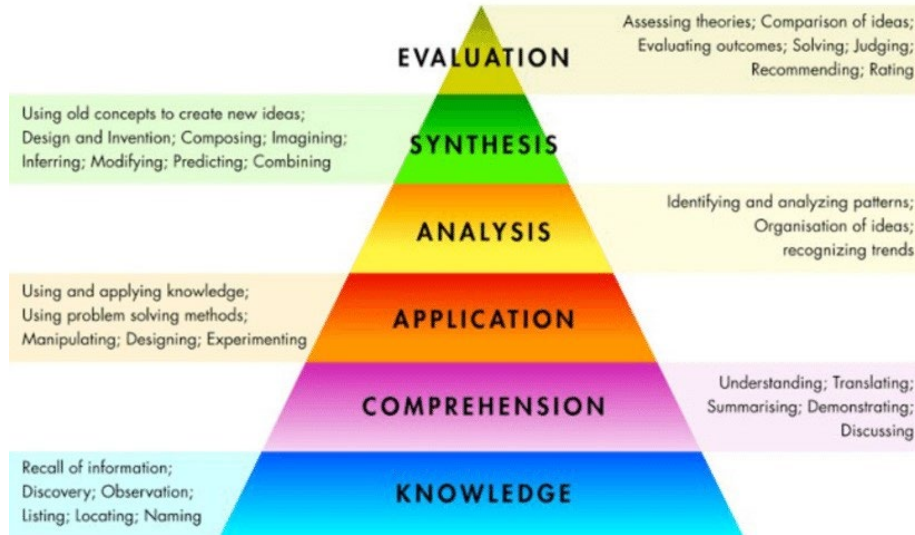 EVALUATION
Assessing theories; Comparison of ideas;
Evaluating outcomes; Solving; Judging;
Recommending; Rating
Using old concepts to create new ideas;
Design and Invention; Composing; Imagining;
Inferring; Modifying; Predicting; Combining
SYNTHESIS
ANALYSIS
Identifying and analyzing patterns;
Organisation of ideas;
recognizing trends
Using and applying knowledge;
Using problem solving methods;
Manipulating; Designing; Experimenting
APPLICATION
COMPREHENSION
Understanding; Translating;
Summarising; Demonstrating;
Discussing
Recall of information;
Discovery; Observation;
Listing; Locating; Naming
KNOWLEDGE